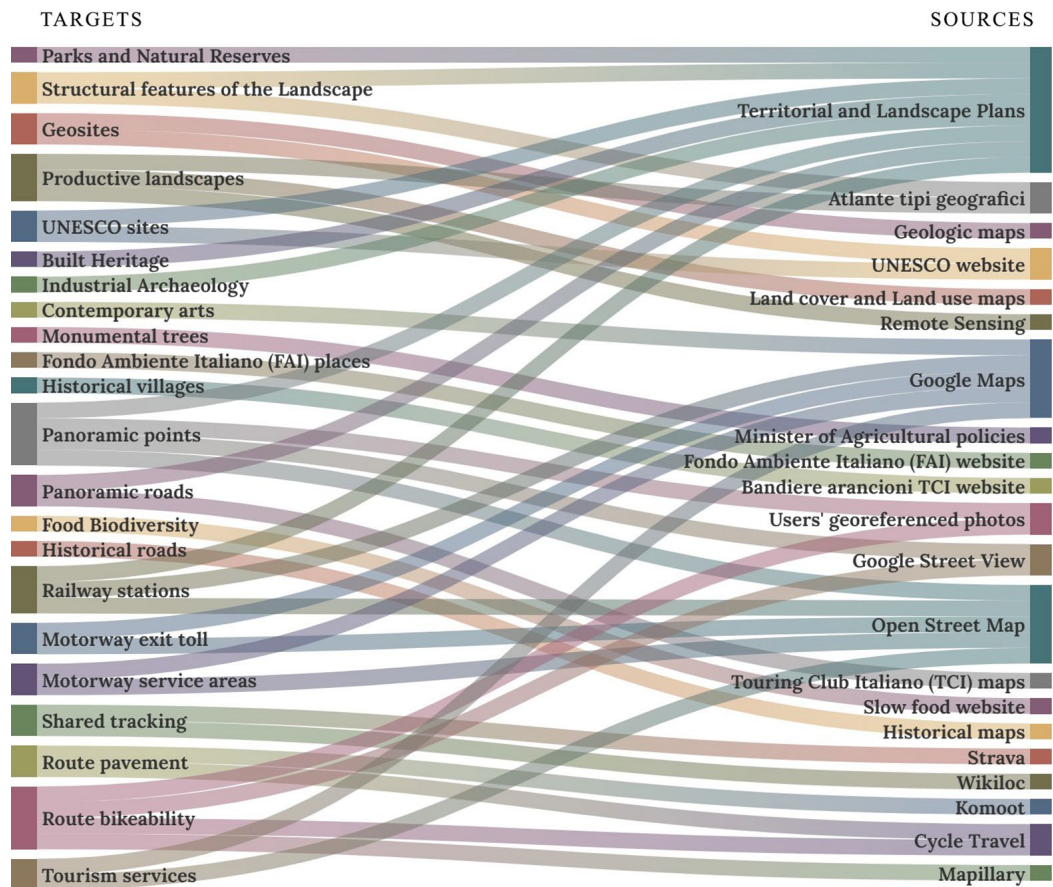 TARGETS
SOURCES
Parks and Natural Reserves
Structural features of the Landscape
Geosites
Productive landscapes
UNESCO sites
Built Heritage
Industrial Archaeology
Contemporary arts
Monumental trees
Fondo Ambiente Italiano (FAI) places
Historical villages
Panoramic points
Panoramic roads
Food Biodiversity
Historical roads
Railway stations
Motorway exit toll
Motorway service areas
Shared tracking
Route pavement
Route bikeability
Tourism services
Territorial and Landscape Plans
Atlante tipi geografici
Geologic maps
UNESCO website
Land cover and Land use maps
Remote Sensing
Google Maps
Minister of Agricultural policies
Fondo Ambiente Italiano (FAI) website
Bandiere arancioni TCI website
Users' georeferenced photos
Google Street View
Open Street Map
Touring Club Italiano (TCI) maps
Slow food website
Historical maps
Strava
Wikiloc
Komoot
Cycle Travel
Mapillary